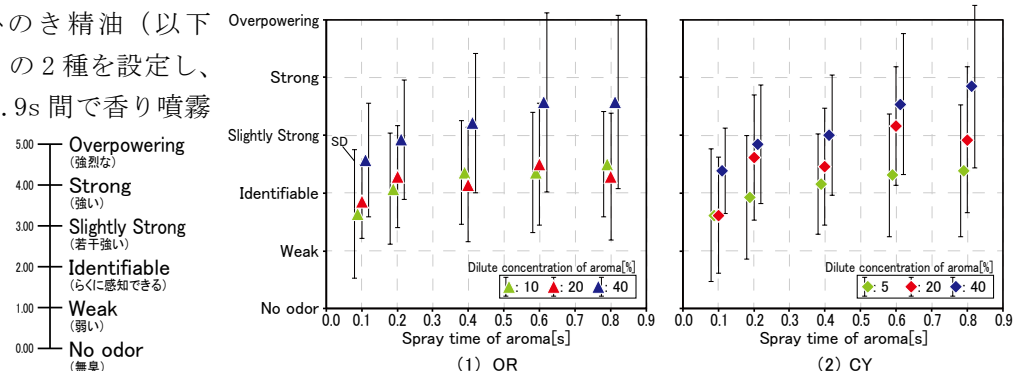 のき精油（以下
の2種を設定し、
.9s 間で香り噴霧
5.00 Overpowering
(強烈な)
4.00 Strong
(強い)
3.00 Slightly Strong
(若干強い)
2.00 Identifiable
(らくに感知できる)
1.00 Weak
(弱い)
0.00 No odor
(無臭)
Overpowering
Strong
Slightly Strong
Identifiable
Weak
No odor
SD
Dilute concentration of aroma[%]
: 10 : 20 : 40
0.0 0.1 0.2 0.3 0.4 0.5 0.6 0.7 0.8 0.9
Spray time of aroma[s]
(1) OR
Dilute concentration of aroma[%]
: 5 : 20 : 40
0.0 0.1 0.2 0.3 0.4 0.5 0.6 0.7 0.8 0.9
Spray time of aroma[s]
(2) CY